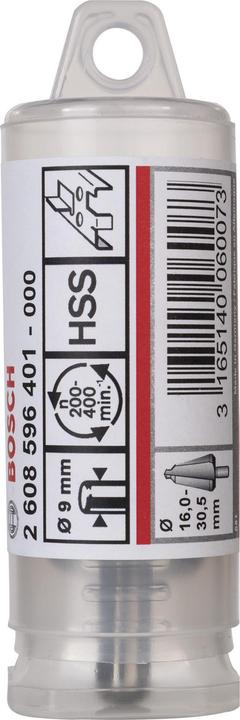 BOSCH
2 608 596 401 - 000
HSS
n
200-
400
min.⁻¹
Ø 9 mm
3 165140 060073
Ø
16,0-
30,5
mm